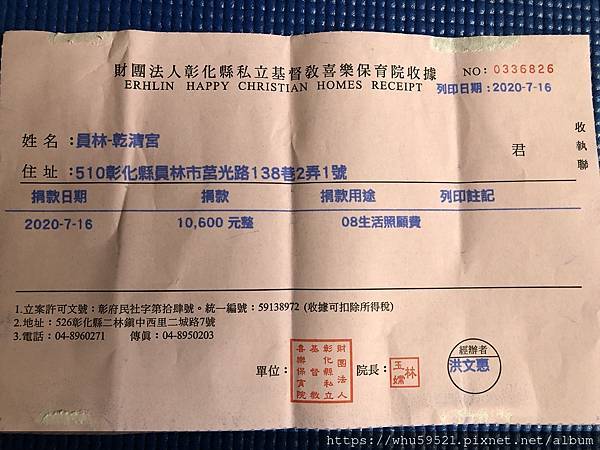 財團法人彰化縣私立基督教喜樂保育院收據
ERHLIN HAPPY CHRISTIAN HOMES RECEIPT
NO: 0336826
列印日期:2020-7-16
姓名:員林-乾清宮 君
收執聯
住址:510彰化縣員林市莒光路138巷2弄1號
捐款日期 捐款 捐款用途 列印註記
2020-7-16 10,600 元整 08生活照顧費
1.立案許可文號:彰府民社字第拾肆號。統一編號:59138972 (收據可扣除所得稅)
2.地址:526彰化縣二林鎮中西里二城路7號
3.電話:04-8960271 傳真:04-8950203
單位: 財團法人彰化縣私立基督教喜樂保育院 院長: 林玉嫦 經辦者 洪文惠
https://whu59521.pixnet.net/album